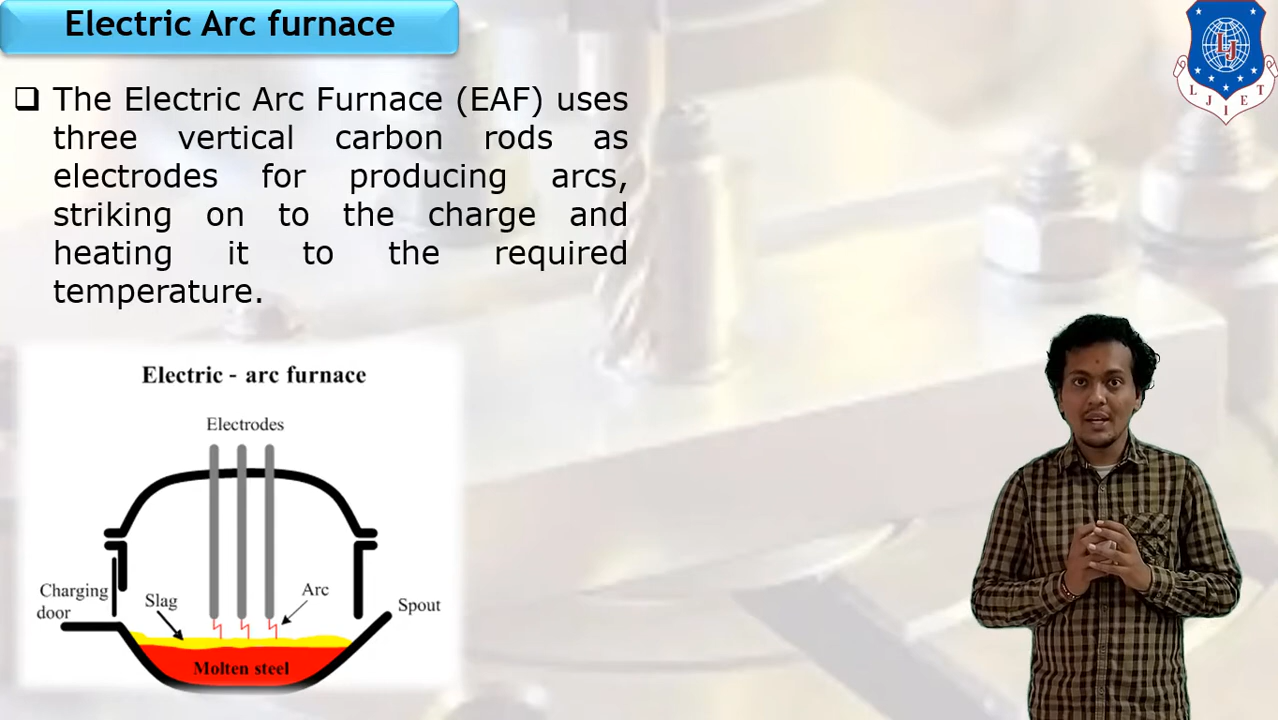 Electric Arc furnace
❑ The Electric Arc Furnace (EAF) uses
three vertical carbon rods as
electrodes for producing arcs,
striking on to the charge and
heating it to the required
temperature.
Electric - arc furnace
Electrodes
Charging
door
Slag
Arc
Spout
Molten steel
LJ
LJIET